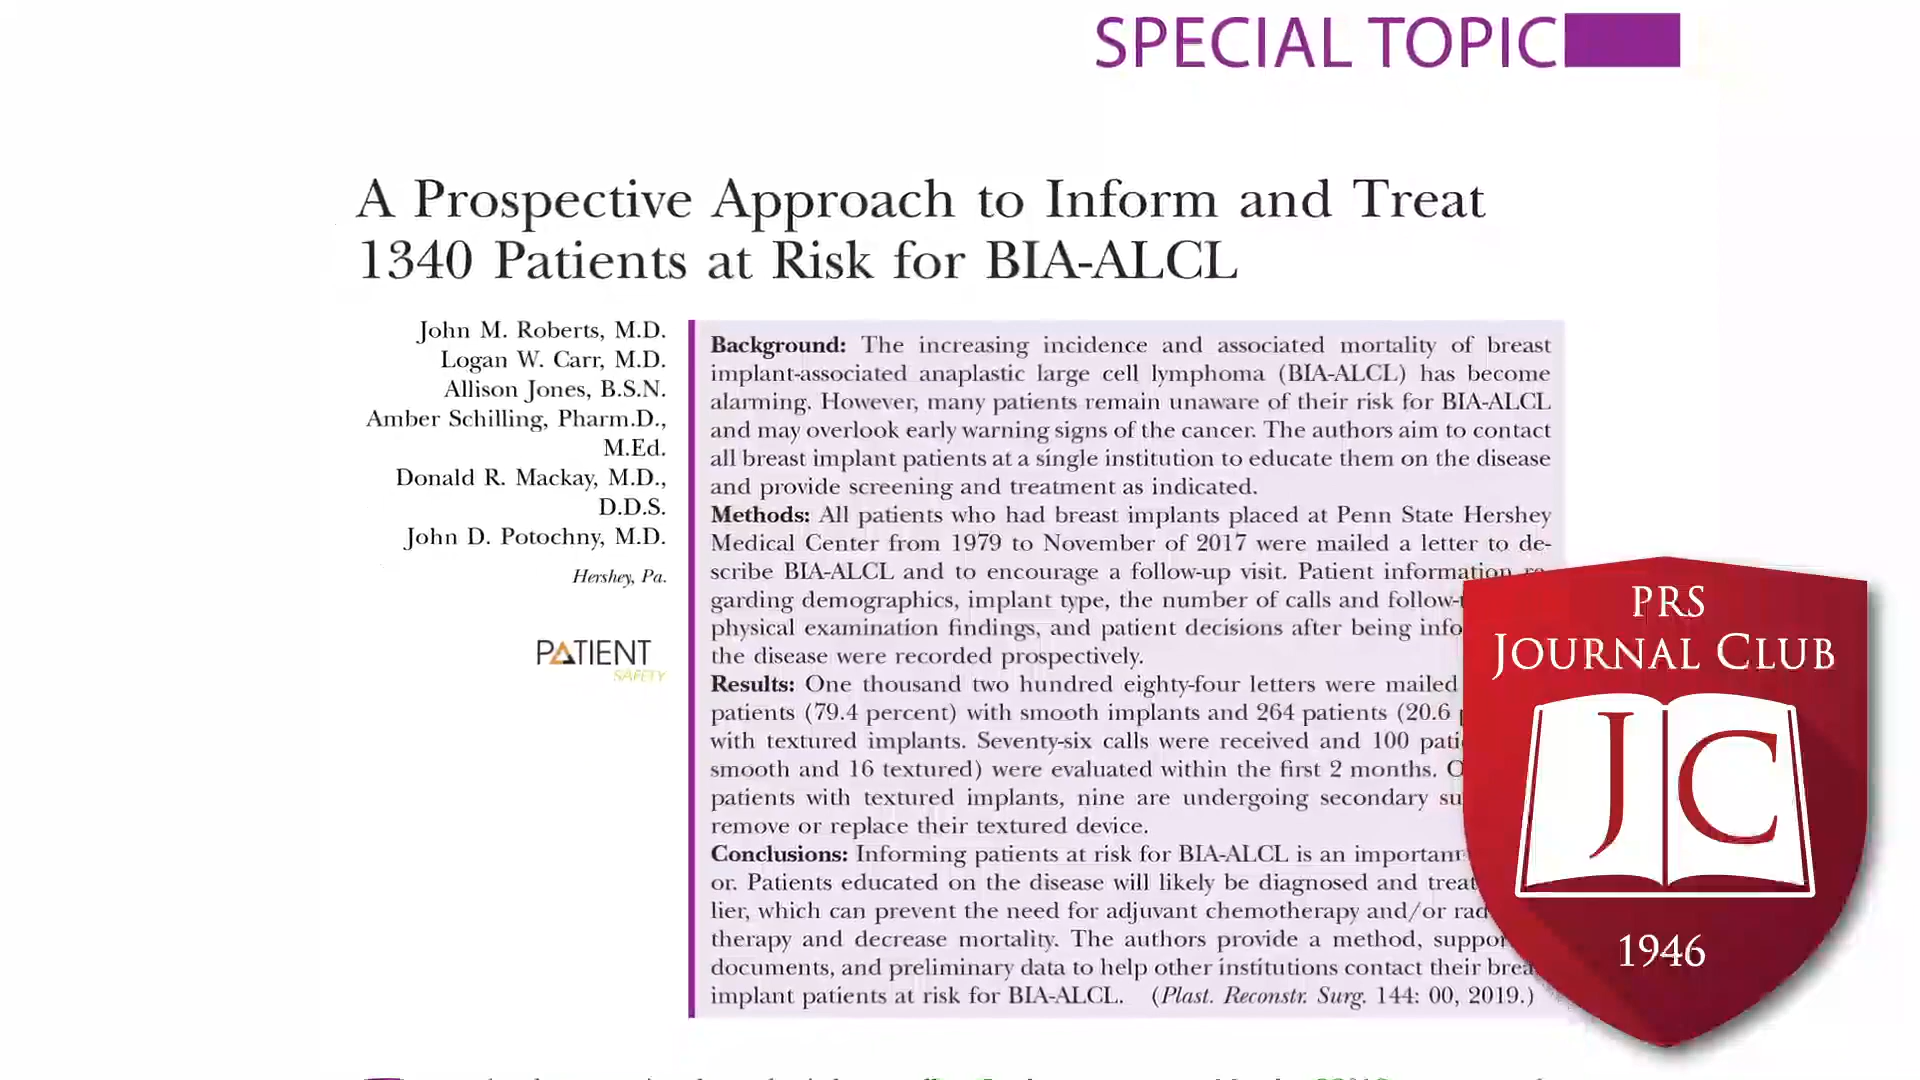 SPECIAL TOPIC
A Prospective Approach to Inform and Treat
1340 Patients at Risk for BIA-ALCL
John M. Roberts, M.D.
Logan W. Carr, M.D.
Allison Jones, B.S.N.
Amber Schilling, Pharm.D.,
M.Ed.
Donald R. Mackay, M.D.,
D.D.S.
John D. Potochny, M.D.
Hershey, Pa.
PATIENT
SAFETY
Background: The increasing incidence and associated mortality of breast
implant-associated anaplastic large cell lymphoma (BIA-ALCL) has become
alarming. However, many patients remain unaware of their risk for BIA-ALCL
and may overlook early warning signs of the cancer. The authors aim to contact
all breast implant patients at a single institution to educate them on the disease
and provide screening and treatment as indicated.
Methods: All patients who had breast implants placed at Penn State Hershey
Medical Center from 1979 to November of 2017 were mailed a letter to de-
scribe BIA-ALCL and to encourage a follow-up visit. Patient information
garding demographics, implant type, the number of calls and follow-
physical examination findings, and patient decisions after being info
the disease were recorded prospectively.
Results: One thousand two hundred eighty-four letters were mailed
patients (79.4 percent) with smooth implants and 264 patients (20.6
with textured implants. Seventy-six calls were received and 100 pati
smooth and 16 textured) were evaluated within the first 2 months.
patients with textured implants, nine are undergoing secondary su
remove or replace their textured device.
Conclusions: Informing patients at risk for BIA-ALCL is an important
or. Patients educated on the disease will likely be diagnosed and treat
lier, which can prevent the need for adjuvant chemotherapy and/or rad
therapy and decrease mortality. The authors provide a method, suppor
documents, and preliminary data to help other institutions contact their brea
implant patients at risk for BIA-ALCL. (Plast. Reconstr. Surg. 144: 00, 2019.)
PRS
JOURNAL CLUB
JC
1946